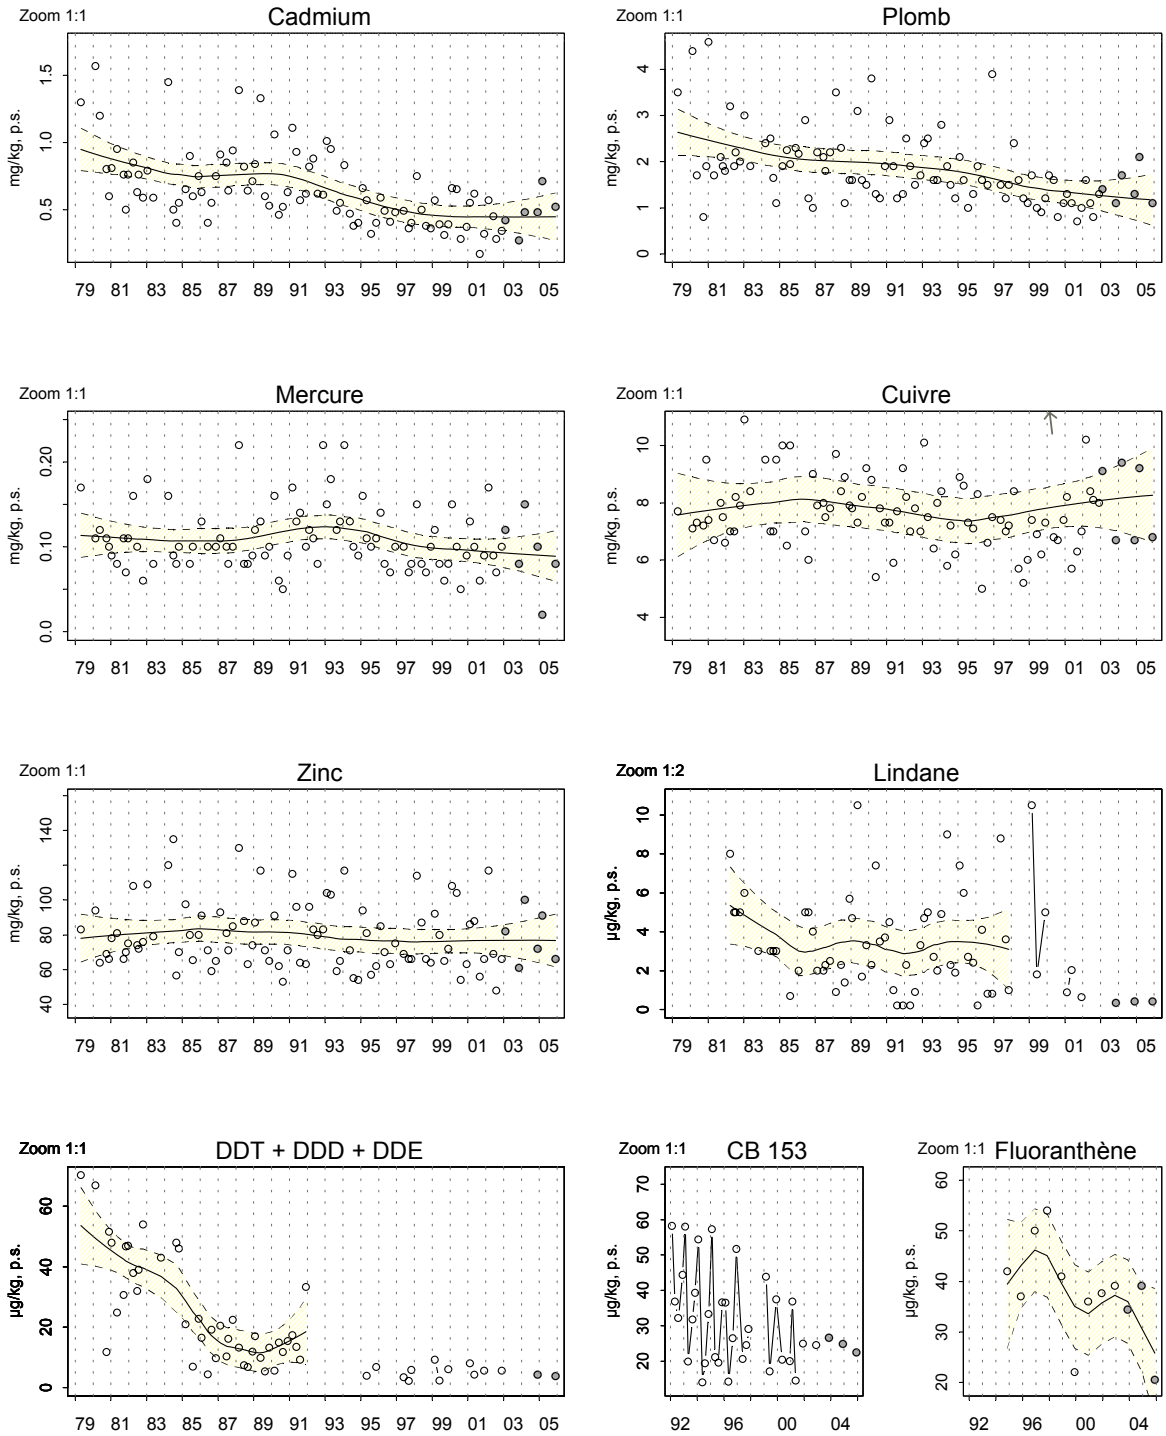 Zoom 1:1 Cadmium
mg/kg, p.s.
1.5
1.0
0.5
79 81 83 85 87 89 91 93 95 97 99 01 03 05
Zoom 1:1 Plomb
mg/kg, p.s.
4
3
2
1
0
79 81 83 85 87 89 91 93 95 97 99 01 03 05
Zoom 1:1 Mercure
mg/kg, p.s.
0.20
0.10
0.0
79 81 83 85 87 89 91 93 95 97 99 01 03 05
Zoom 1:1 Cuivre
mg/kg, p.s.
10
8
6
4
79 81 83 85 87 89 91 93 95 97 99 01 03 05
Zoom 1:1 Zinc
mg/kg, p.s.
140
100
80
60
40
79 81 83 85 87 89 91 93 95 97 99 01 03 05
Zoom 1:2 Lindane
µg/kg, p.s.
10
8
6
4
2
0
79 81 83 85 87 89 91 93 95 97 99 01 03 05
Zoom 1:1 DDT + DDD + DDE
µg/kg, p.s.
60
40
20
0
79 81 83 85 87 89 91 93 95 97 99 01 03 05
Zoom 1:1 CB 153
µg/kg, p.s.
70
60
50
40
30
20
92 96 00 04
Zoom 1:1 Fluoranthène
µg/kg, p.s.
60
50
40
30
20
92 96 00 04